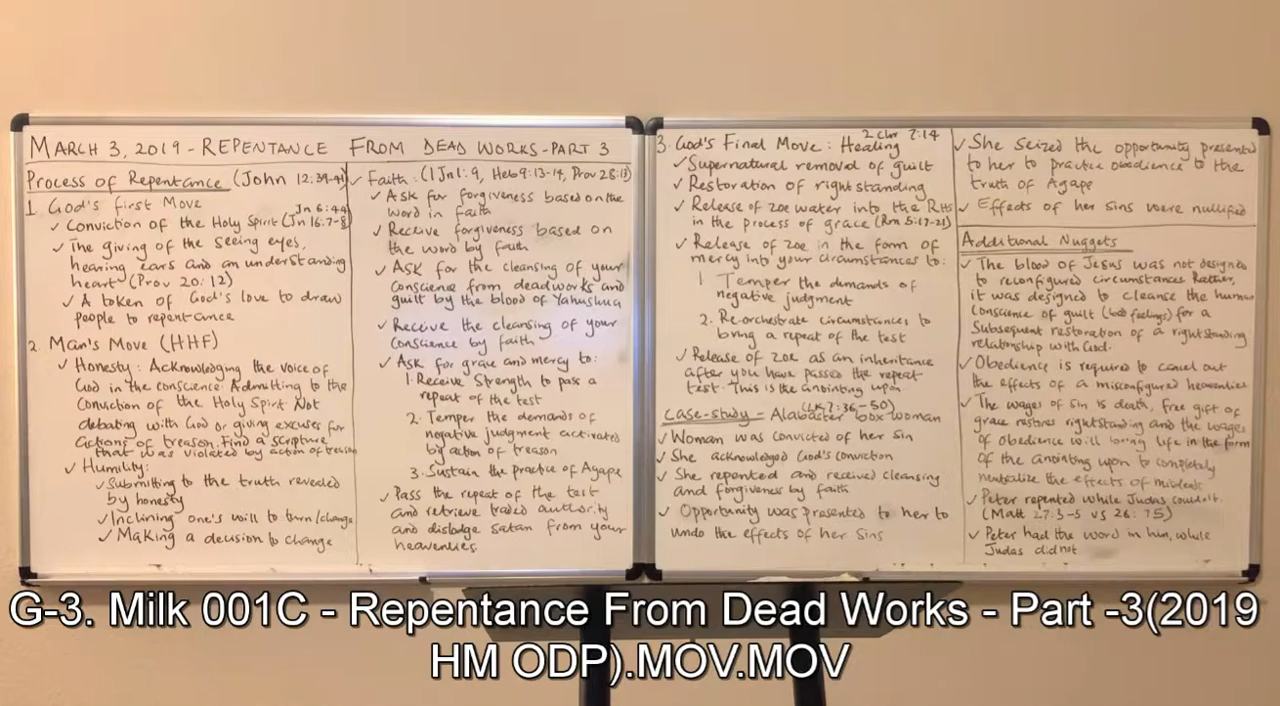 MARCH 3, 2019 - REPENTANCE FROM DEAD WORKS - PART 3
Process of Repentance (John 12:39-41)
1. God's first Move Jn 6:44
✓ Conviction of the Holy Spirit (Jn 16:7-8)
✓ The giving of the seeing eyes,
hearing ears and an understanding
heart (Prov 20:12)
✓ A token of God's love to draw
people to repentance
2. Man's Move (HHF)
✓ Honesty: Acknowledging the voice of
God in the conscience. Admitting to the
conviction of the Holy Spirit. Not
debating with God or giving excuses for
actions of treason. Find a scripture
that was violated by action of treason
✓ Humility:
✓ Submitting to the truth revealed
by honesty
✓ Inclining one's will to turn/change
✓ Making a decision to change
✓ Faith: (1 Jn 1:9, Heb 9:13-14, Prov 28:13)
✓ Ask for forgiveness based on the
word in faith
✓ Receive forgiveness based on
the word by faith
✓ Ask for the cleansing of your
conscience from dead works and
guilt by the blood of Yahushua
✓ Receive the cleansing of your
conscience by faith
✓ Ask for grace and mercy to:
1. Receive Strength to pass a
repeat of the test
2. Temper the demands of
negative judgment activated
by action of treason
3. Sustain the practice of Agape
✓ Pass the repeat of the test
and retrieve traded authority
and dislodge Satan from your
heavenlies.
3. God's Final Move: Healing 2 Chr 7:14
✓ Supernatural removal of guilt
✓ Restoration of rightstanding
✓ Release of zoe water into the RHS
in the process of grace (Rm 5:17-21)
✓ Release of zoe in the form of
mercy into your circumstances to:
1 Temper the demands of
negative judgment
2. Re-orchestrate circumstances to
bring a repeat of the test
✓ Release of zoe as an inheritance
after you have passed the repeat
test. This is the anointing upon
Case-study - Alabaster box woman (LK 7:36-50)
✓ Woman was convicted of her sin
✓ She acknowledged God's conviction
✓ She repented and received cleansing
and forgiveness by faith
✓ Opportunity was presented to her to
undo the effects of her sins
✓ She seized the opportunity presented
to her to practice obedience to the
truth of Agape
✓ Effects of her sins were nullified
Additional Nuggets
✓ The blood of Jesus was not designed
to reconfigured circumstances. Rather,
it was designed to cleanse the human
conscience of guilt (bad feelings) for a
subsequent restoration of a rightstanding
relationship with God.
✓ Obedience is required to cancel out
the effects of a misconfigured heavenlies
✓ The wages of sin is death, free gift of
grace restores rightstanding and the wages
of obedience will bring life in the form
of the anointing upon to completely
neutralize the effects of misdeeds
✓ Peter repented while Judas couldn't.
(Matt 27:3-5 vs 26:75)
✓ Peter had the word in him, while
Judas did not
G-3. Milk 001C - Repentance From Dead Works - Part -3(2019
HM ODP).MOV.MOV